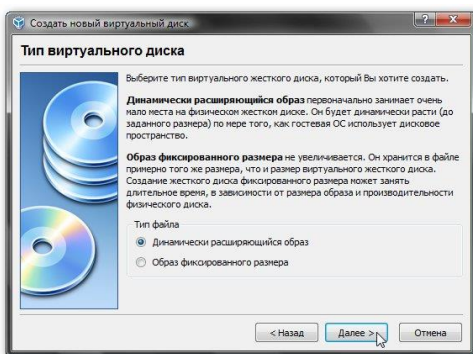 Создать новый виртуальный диск
Тип виртуального диска
Выберите тип виртуального жесткого диска, который Вы хотите создать.
Динамически расширяющийся образ первоначально занимает очень
мало места на физическом жестком диске. Он будет динамически расти (до
заданного размера) по мере того, как гостевая ОС использует дисковое
пространство.
Образ фиксированного размера не увеличивается. Он хранится в файле
примерно того же размера, что и размер виртуального жесткого диска.
Создание жесткого диска фиксированного размера может занять
длительное время, в зависимости от размера образа и производительности
физического диска.
Тип файла
Динамически расширяющийся образ
Образ фиксированного размера
< Назад
Далее >
Отмена